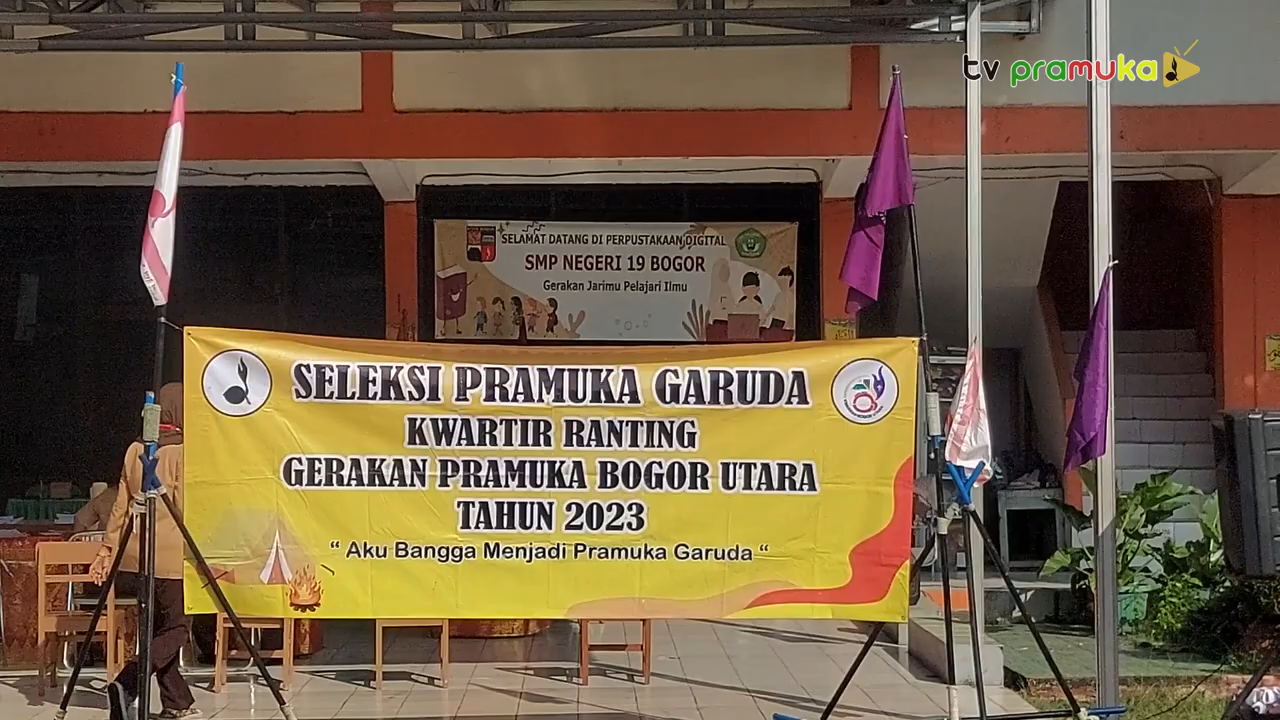 tv pramuka
SELAMAT DATANG DI PERPUSTAKAAN DIGITAL
SMP NEGERI 19 BOGOR
Gerakan Jarimu Pelajari Ilmu
SELEKSI PRAMUKA GARUDA
KWARTIR RANTING
GERAKAN PRAMUKA BOGOR UTARA
TAHUN 2023
“ Aku Bangga Menjadi Pramuka Garuda “